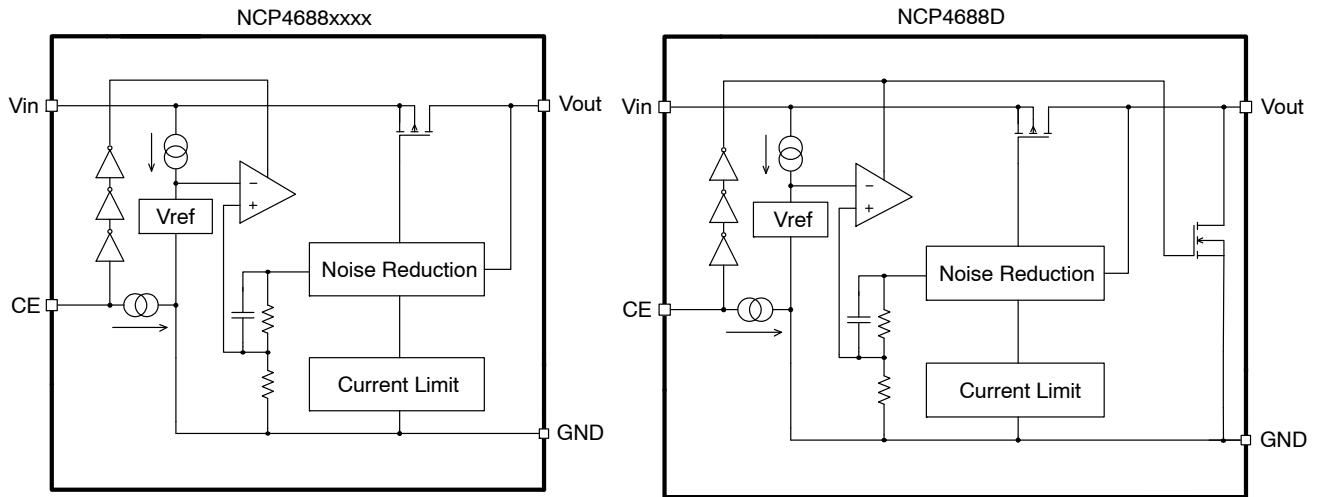 NCP4688xxxx
Vin
Vout
−
+
Vref
Noise Reduction
CE
Current Limit
GND
NCP4688D
Vin
Vout
−
+
Vref
Noise Reduction
CE
Current Limit
GND